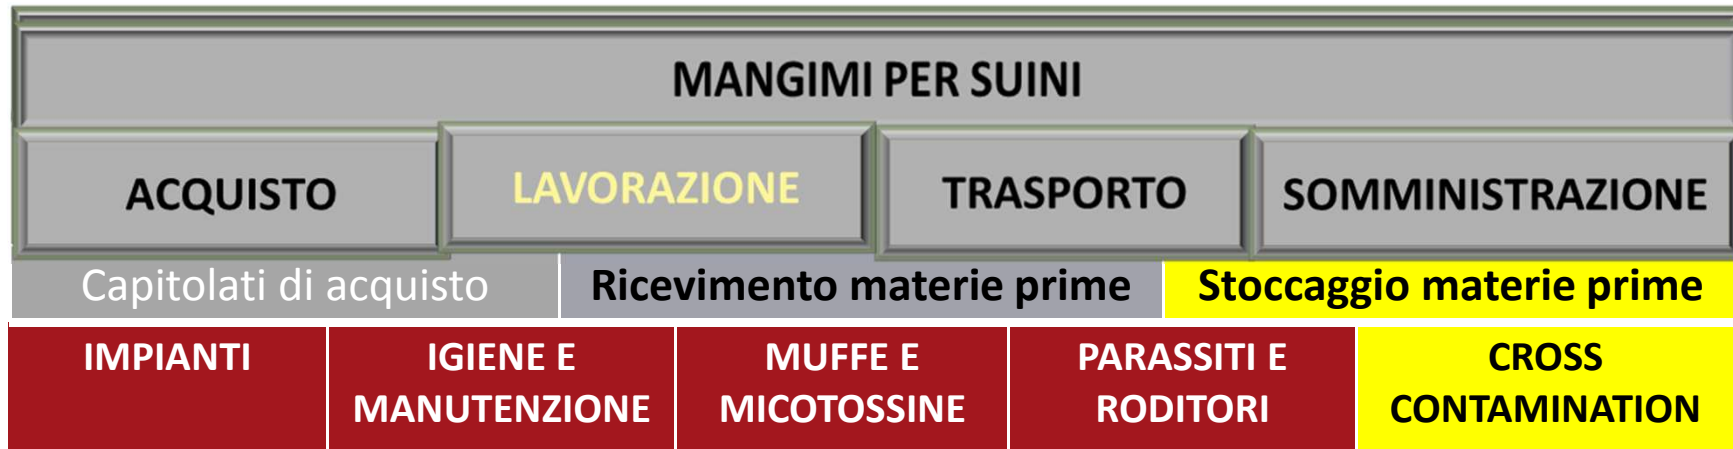 MANGIMI PER SUINI
ACQUISTO LAVORAZIONE TRASPORTO SOMMINISTRAZIONE
Capitolati di acquisto Ricevimento materie prime Stoccaggio materie prime
IMPIANTI
IGIENE E
MANUTENZIONE
MUFFE E
MICOTOSSINE
PARASSITI E
RODITORI
CROSS
CONTAMINATION